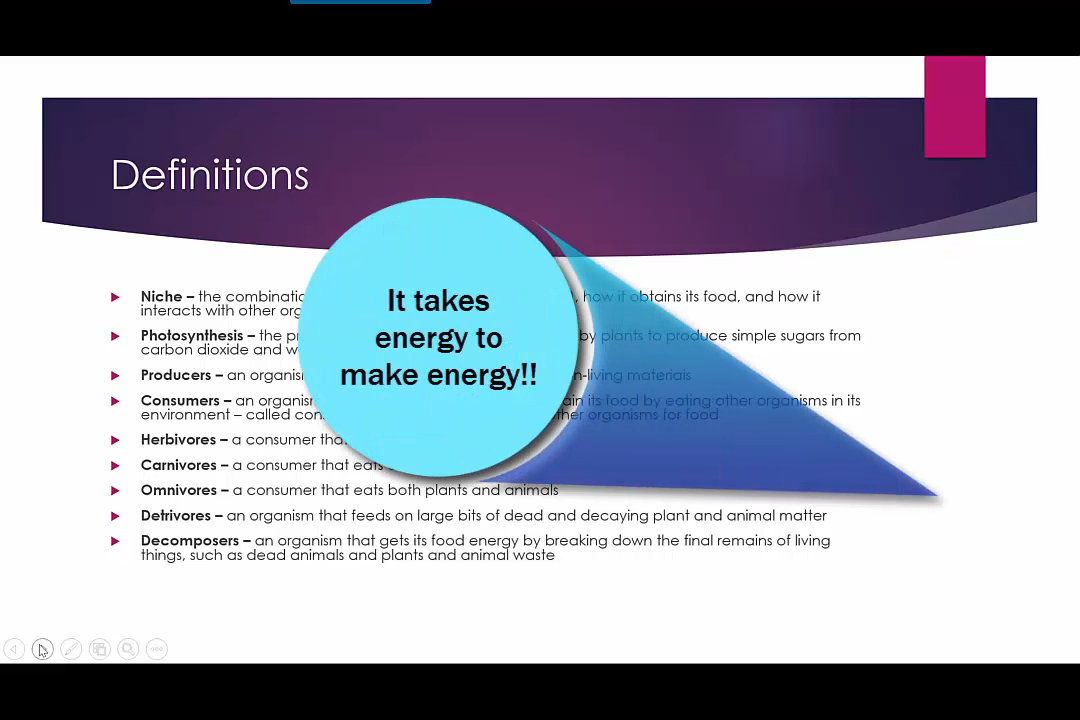 Definitions
Niche – the combinatio , how it obtains its food, and how it
interacts with other org
Photosynthesis – the pr by plants to produce simple sugars from
carbon dioxide and w
Producers – an organis n-living materials
Consumers – an organism ain its food by eating other organisms in its
environment – called con ther organisms for food
Herbivores – a consumer tha
Carnivores – a consumer that eats
Omnivores – a consumer that eats both plants and animals
Detrivores – an organism that feeds on large bits of dead and decaying plant and animal matter
Decomposers – an organism that gets its food energy by breaking down the final remains of living
things, such as dead animals and plants and animal waste
It takes
energy to
make energy!!